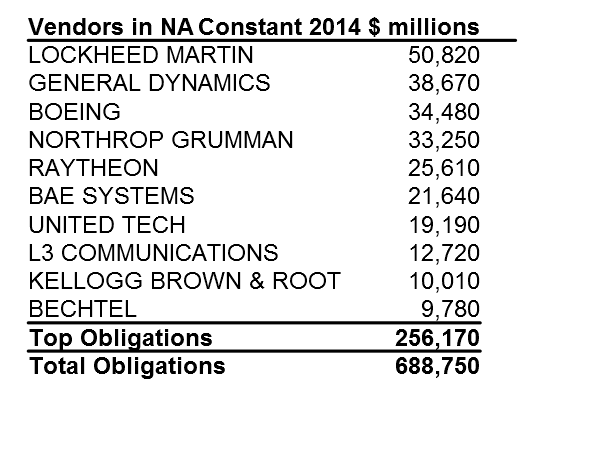 Vendors in NA Constant 2014 $ millions
LOCKHEED MARTIN 50,820
GENERAL DYNAMICS 38,670
BOEING 34,480
NORTHROP GRUMMAN 33,250
RAYTHEON 25,610
BAE SYSTEMS 21,640
UNITED TECH 19,190
L3 COMMUNICATIONS 12,720
KELLOGG BROWN & ROOT 10,010
BECHTEL 9,780
Top Obligations 256,170
Total Obligations 688,750